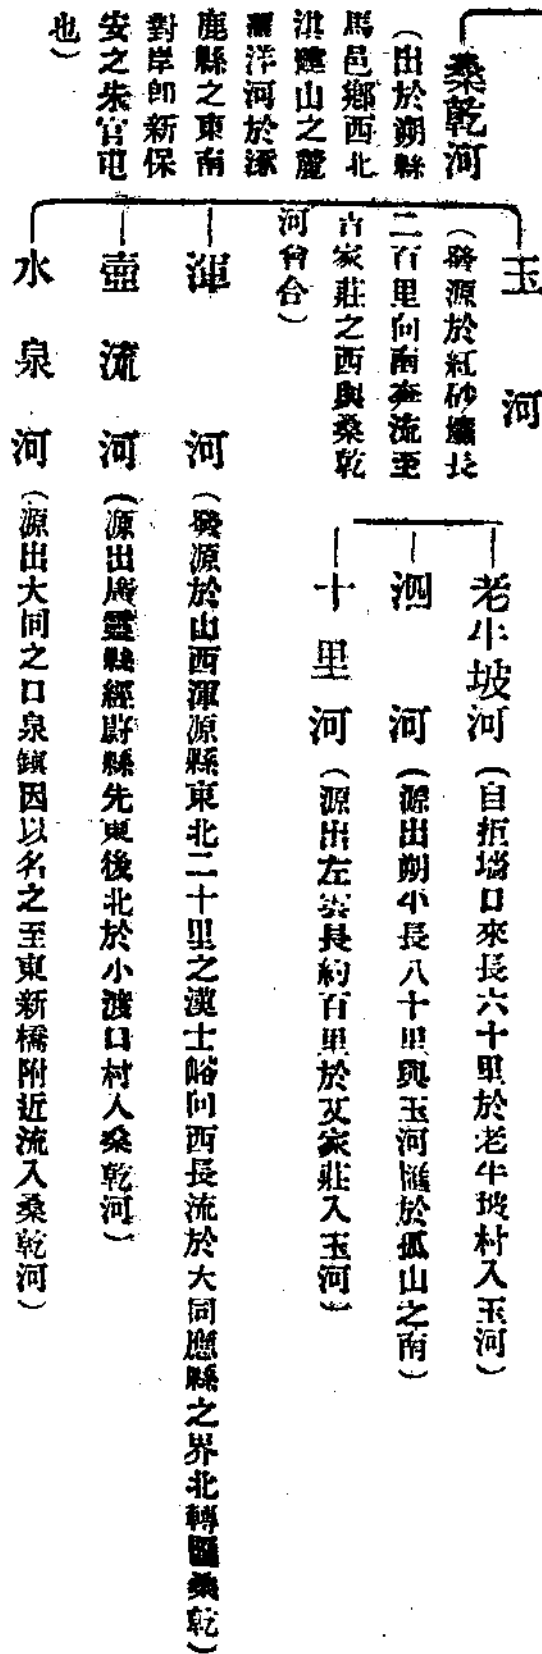 桑乾河
（出於朔縣
馬邑鄉西北
洪濤山之麓
滙洋河於涿
鹿縣之東南
對岸即新保
安之朱官屯
也）
玉河
（發源於紅砂壩長
二百里向南奔流至
吉家莊之西與桑乾
河會合）
老牛坡河（自拒墻口來長六十里於老牛坡村入玉河）
泗河（源出朔平長八十里與玉河滙於孤山之南）
十里河（源出左雲長約百里於艾家莊入玉河）
渾河（發源於山西渾源縣東北二十里之漢士峪向西長流於大同應縣之界北轉匯桑乾）
壺流河（源出廣靈縣經蔚縣先東後北於小渡口村入桑乾河）
水泉河（源出大同之口泉鎮因以名之至東新橋附近流入桑乾河）